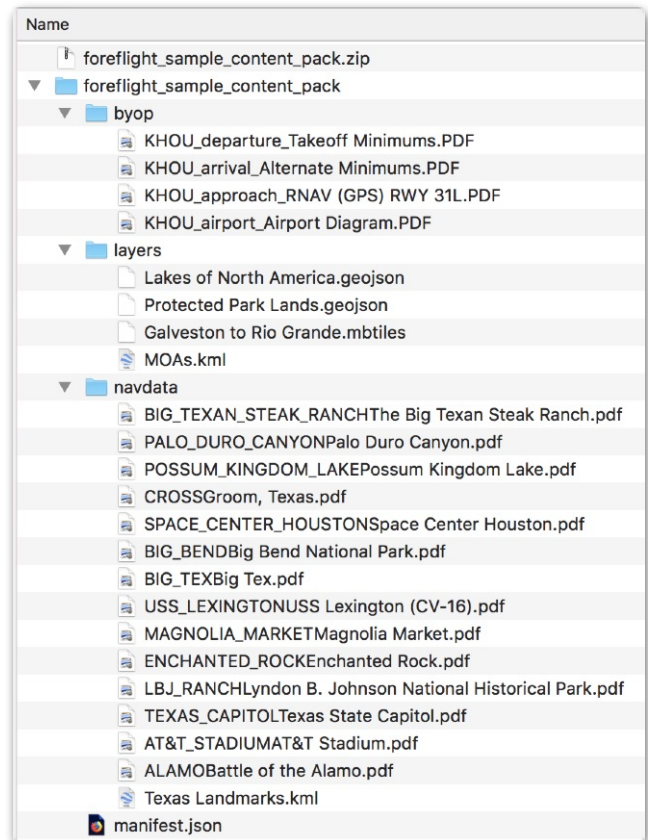 Name
foreflight_sample_content_pack.zip
foreflight_sample_content_pack
byop
KHOU_departure_Takeoff Minimums.PDF
KHOU_arrival_Alternate Minimums.PDF
KHOU_approach_RNAV (GPS) RWY 31L.PDF
KHOU_airport_Airport Diagram.PDF
layers
Lakes of North America.geojson
Protected Park Lands.geojson
Galveston to Rio Grande.mbtiles
MOAs.kml
navdata
BIG_TEXAN_STEAK_RANCHThe Big Texan Steak Ranch.pdf
PALO_DURO_CANYONPalo Duro Canyon.pdf
POSSUM_KINGDOM_LAKEPossum Kingdom Lake.pdf
CROSSGroom, Texas.pdf
SPACE_CENTER_HOUSTONSpace Center Houston.pdf
BIG_BENDBig Bend National Park.pdf
BIG_TEXBig Tex.pdf
USS_LEXINGTONUSS Lexington (CV-16).pdf
MAGNOLIA_MARKETMagnolia Market.pdf
ENCHANTED_ROCKEnchanted Rock.pdf
LBJ_RANCHLyndon B. Johnson National Historical Park.pdf
TEXAS_CAPITOLTexas State Capitol.pdf
AT&T_STADIUMAT&T Stadium.pdf
ALAMOBattle of the Alamo.pdf
Texas Landmarks.kml
manifest.json